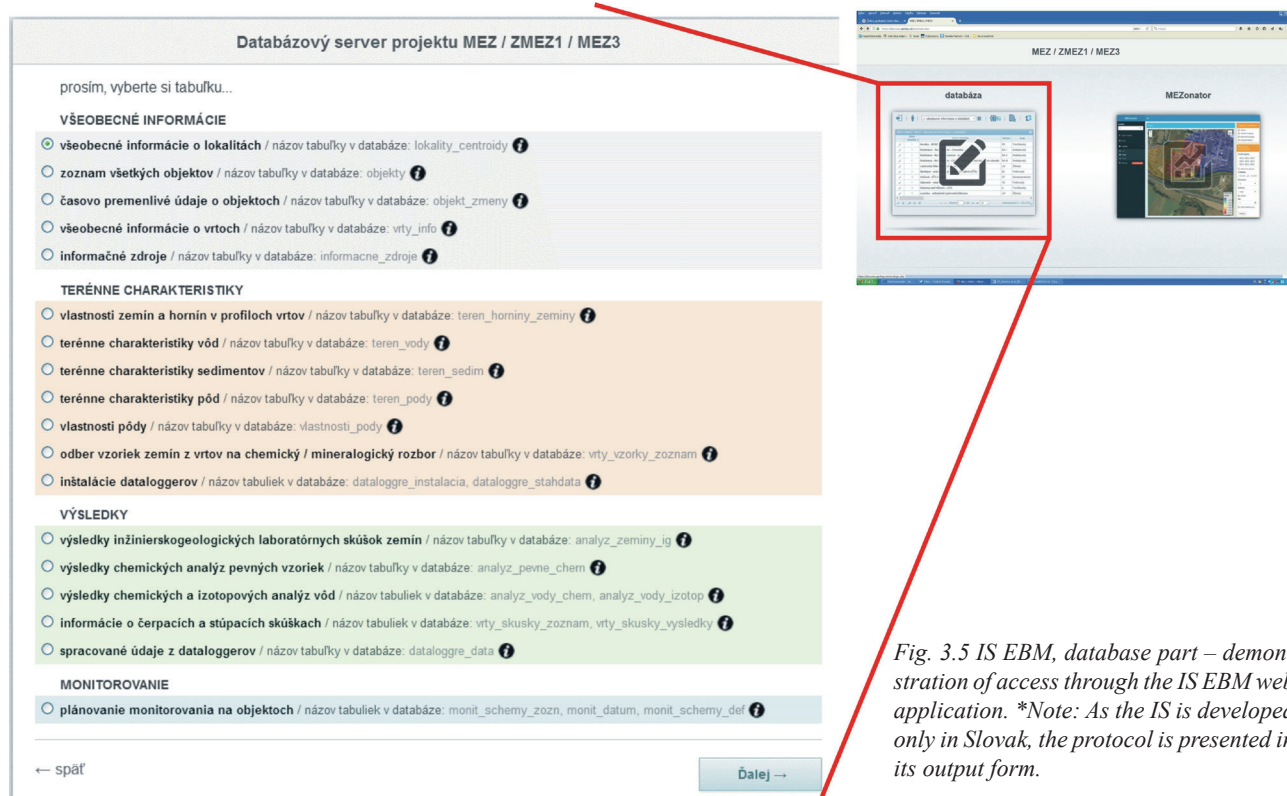 Databázový server projektu MEZ / ZMEZ1 / MEZ3
prosím, vyberte si tabuľku...
VŠEOBECNÉ INFORMÁCIE
všeobecné informácie o lokalitách / názov tabuľky v databáze: lokality_centroidy
zoznam všetkých objektov / názov tabuľky v databáze: objekty
časovo premenlivé údaje o objektoch / názov tabuľky v databáze: objekt_zmeny
všeobecné informácie o vrtoch / názov tabuľky v databáze: vrty_info
informačné zdroje / názov tabuľky v databáze: informacne_zdroje
TERÉNNE CHARAKTERISTIKY
vlastnosti zemín a hornín v profiloch vrtov / názov tabuľky v databáze: teren_horniny_zeminy
terénne charakteristiky vôd / názov tabuľky v databáze: teren_vody
terénne charakteristiky sedimentov / názov tabuľky v databáze: teren_sedim
terénne charakteristiky pôd / názov tabuľky v databáze: teren_pody
vlastnosti pôdy / názov tabuľky v databáze: vlastnosti_pody
odber vzoriek zemín z vrtov na chemický / mineralogický rozbor / názov tabuľky v databáze: vrty_vzorky_zoznam
inštalácie dataloggerov / názov tabuliek v databáze: dataloggre_instalacia, dataloggre_stahdata
VÝSLEDKY
výsledky inžinierskogeologických laboratórnych skúšok zemín / názov tabuľky v databáze: analyz_zeminy_ig
výsledky chemických analýz pevných vzoriek / názov tabuľky v databáze: analyz_pevne_chem
výsledky chemických a izotopových analýz vôd / názov tabuliek v databáze: analyz_vody_chem, analyz_vody_izotop
informácie o čerpacích a stúpacích skúškach / názov tabuliek v databáze: vrty_skusky_zoznam, vrty_skusky_vysledky
spracované údaje z dataloggerov / názov tabuľky v databáze: dataloggre_data
MONITOROVANIE
plánovanie monitorovania na objektoch / názov tabuliek v databáze: monit_schemy_zozn, monit_datum, monit_schemy_def
← späť
Ďalej →
MEZ / ZMEZ1 / MEZ3
databáza
MEZonator
Fig. 3.5 IS EBM, database part – demon-
stration of access through the IS EBM web
application. *Note: As the IS is developed
only in Slovak, the protocol is presented in
its output form.